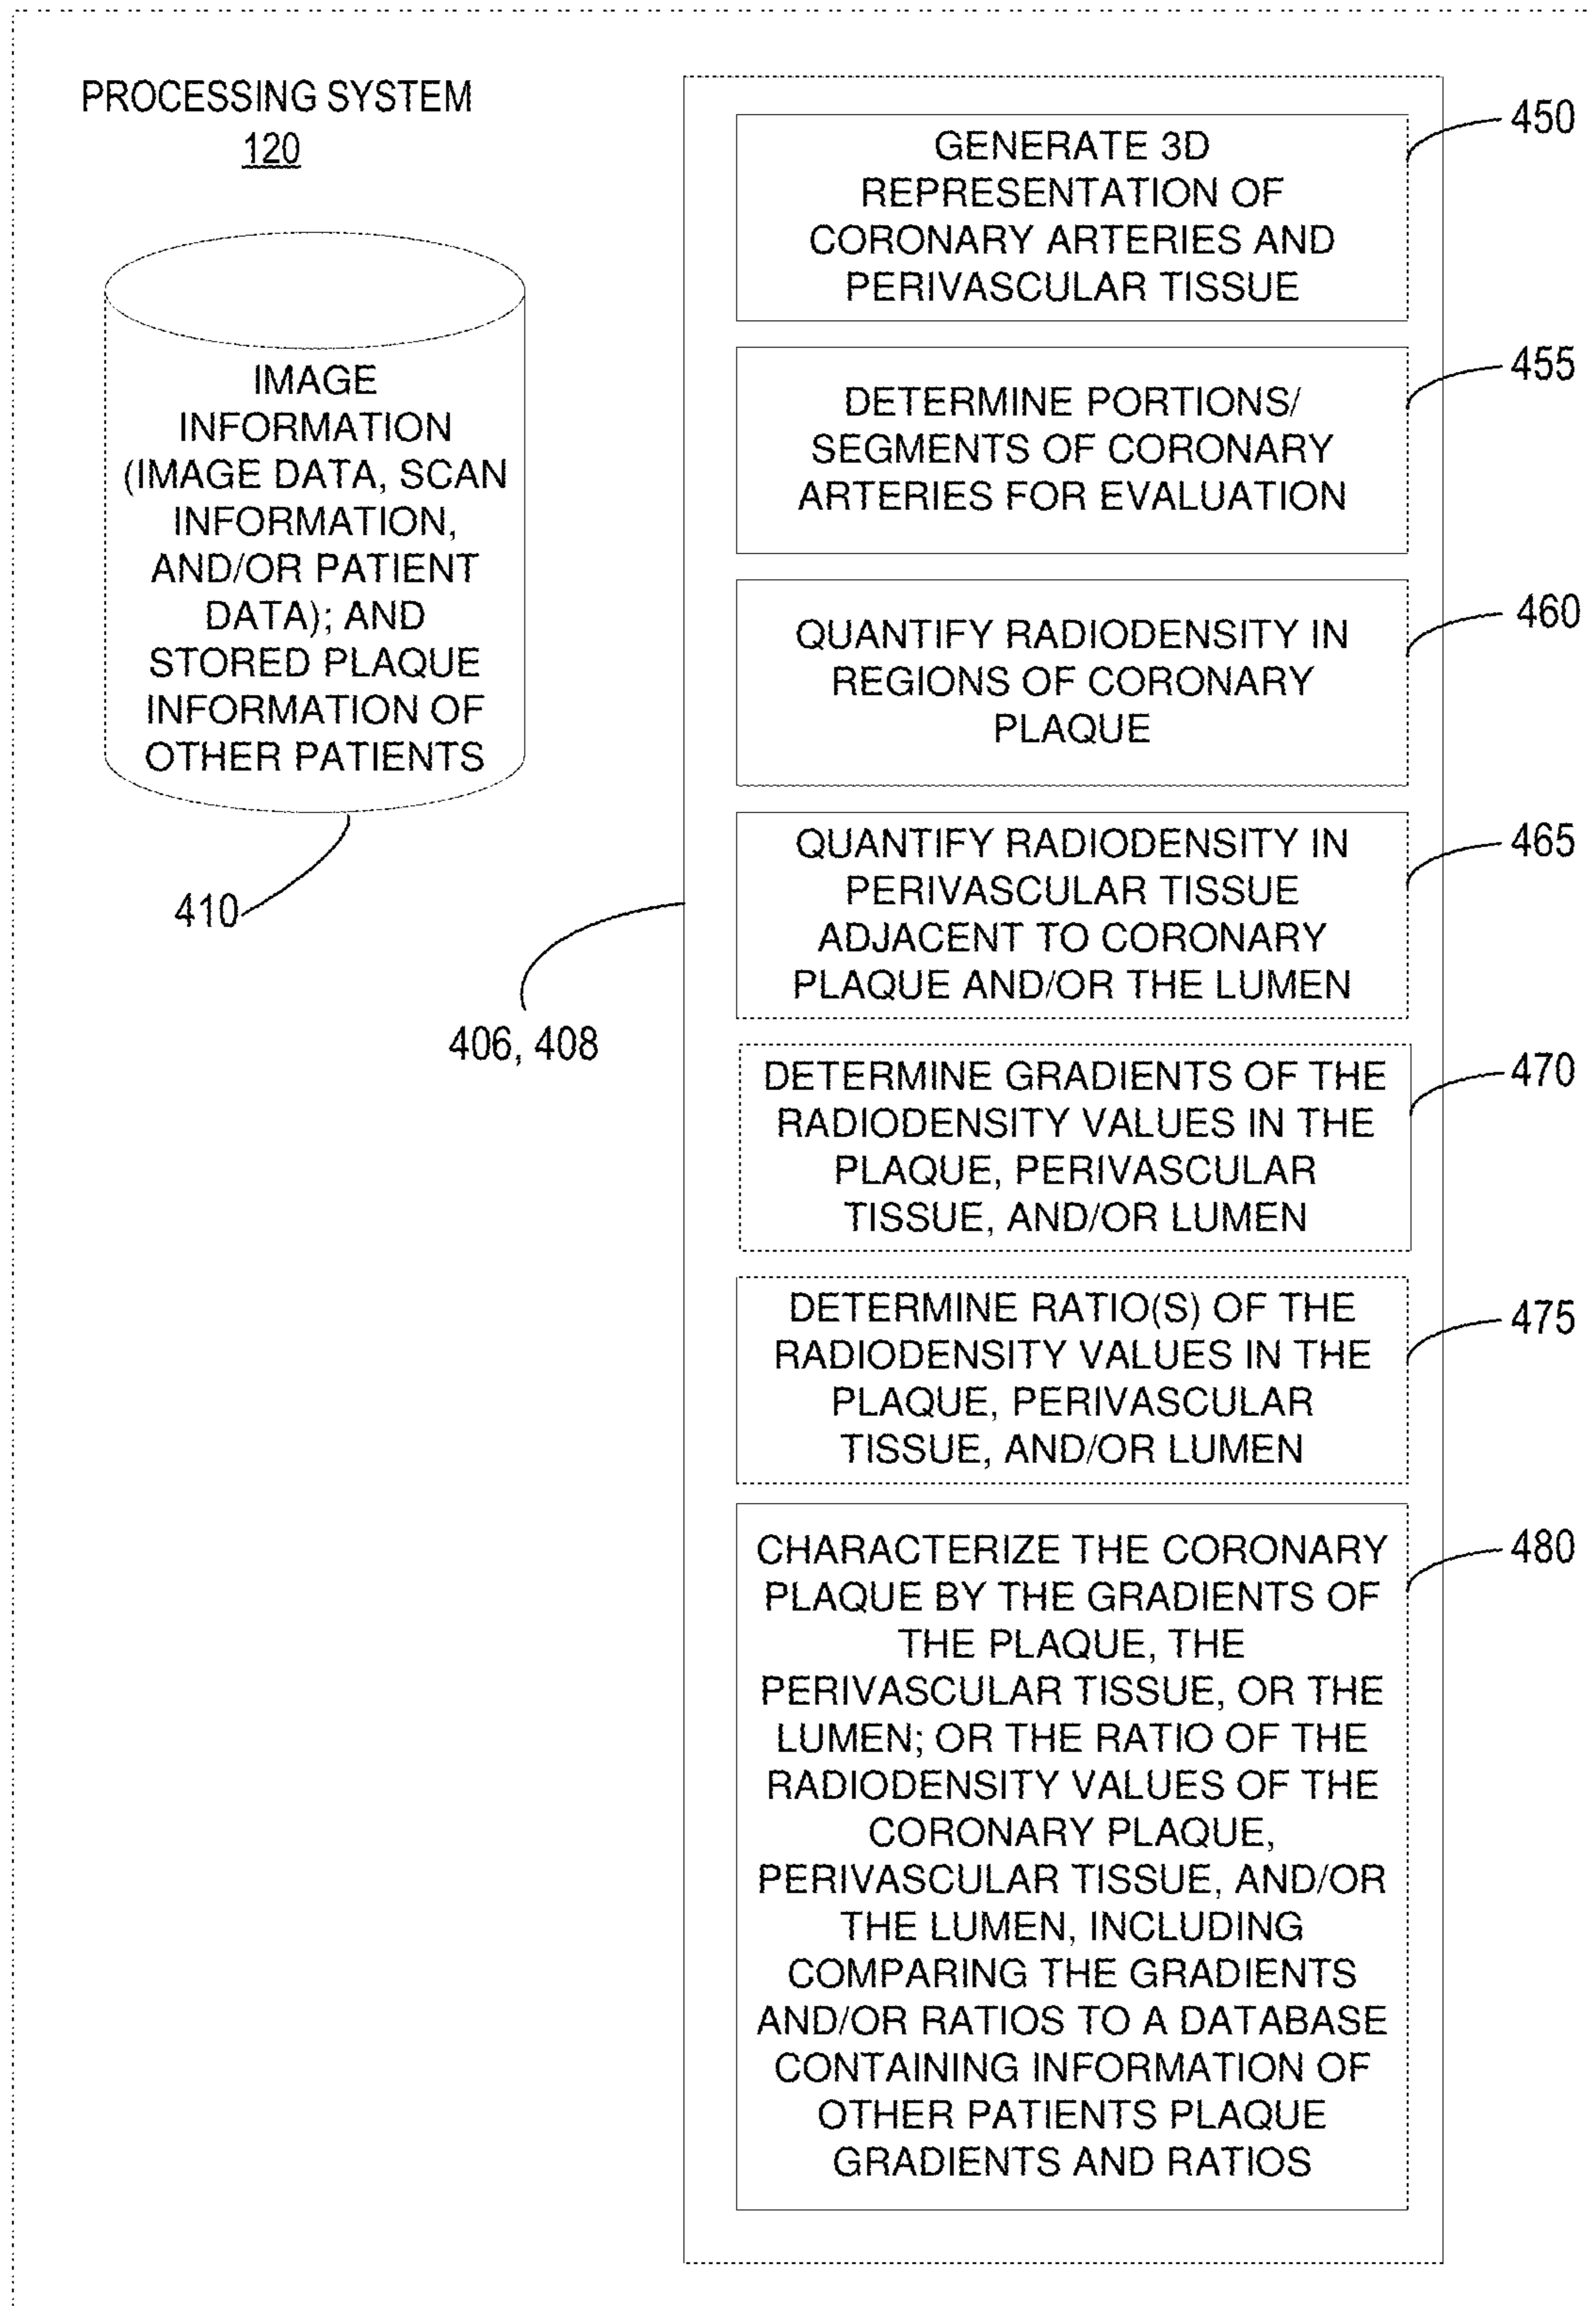 PROCESSING SYSTEM
120
IMAGE
INFORMATION
(IMAGE DATA, SCAN
INFORMATION,
AND/OR PATIENT
DATA); AND
STORED PLAQUE
INFORMATION OF
OTHER PATIENTS
410
406, 408
GENERATE 3D
REPRESENTATION OF
CORONARY ARTERIES AND
PERIVASCULAR TISSUE
450
DETERMINE PORTIONS/
SEGMENTS OF CORONARY
ARTERIES FOR EVALUATION
455
QUANTIFY RADIODENSITY IN
REGIONS OF CORONARY
PLAQUE
460
QUANTIFY RADIODENSITY IN
PERIVASCULAR TISSUE
ADJACENT TO CORONARY
PLAQUE AND/OR THE LUMEN
465
DETERMINE GRADIENTS OF THE
RADIODENSITY VALUES IN THE
PLAQUE, PERIVASCULAR
TISSUE, AND/OR LUMEN
470
DETERMINE RATIO(S) OF THE
RADIODENSITY VALUES IN THE
PLAQUE, PERIVASCULAR
TISSUE, AND/OR LUMEN
475
CHARACTERIZE THE CORONARY
PLAQUE BY THE GRADIENTS OF
THE PLAQUE, THE
PERIVASCULAR TISSUE, OR THE
LUMEN; OR THE RATIO OF THE
RADIODENSITY VALUES OF THE
CORONARY PLAQUE,
PERIVASCULAR TISSUE, AND/OR
THE LUMEN, INCLUDING
COMPARING THE GRADIENTS
AND/OR RATIOS TO A DATABASE
CONTAINING INFORMATION OF
OTHER PATIENTS PLAQUE
GRADIENTS AND RATIOS
480